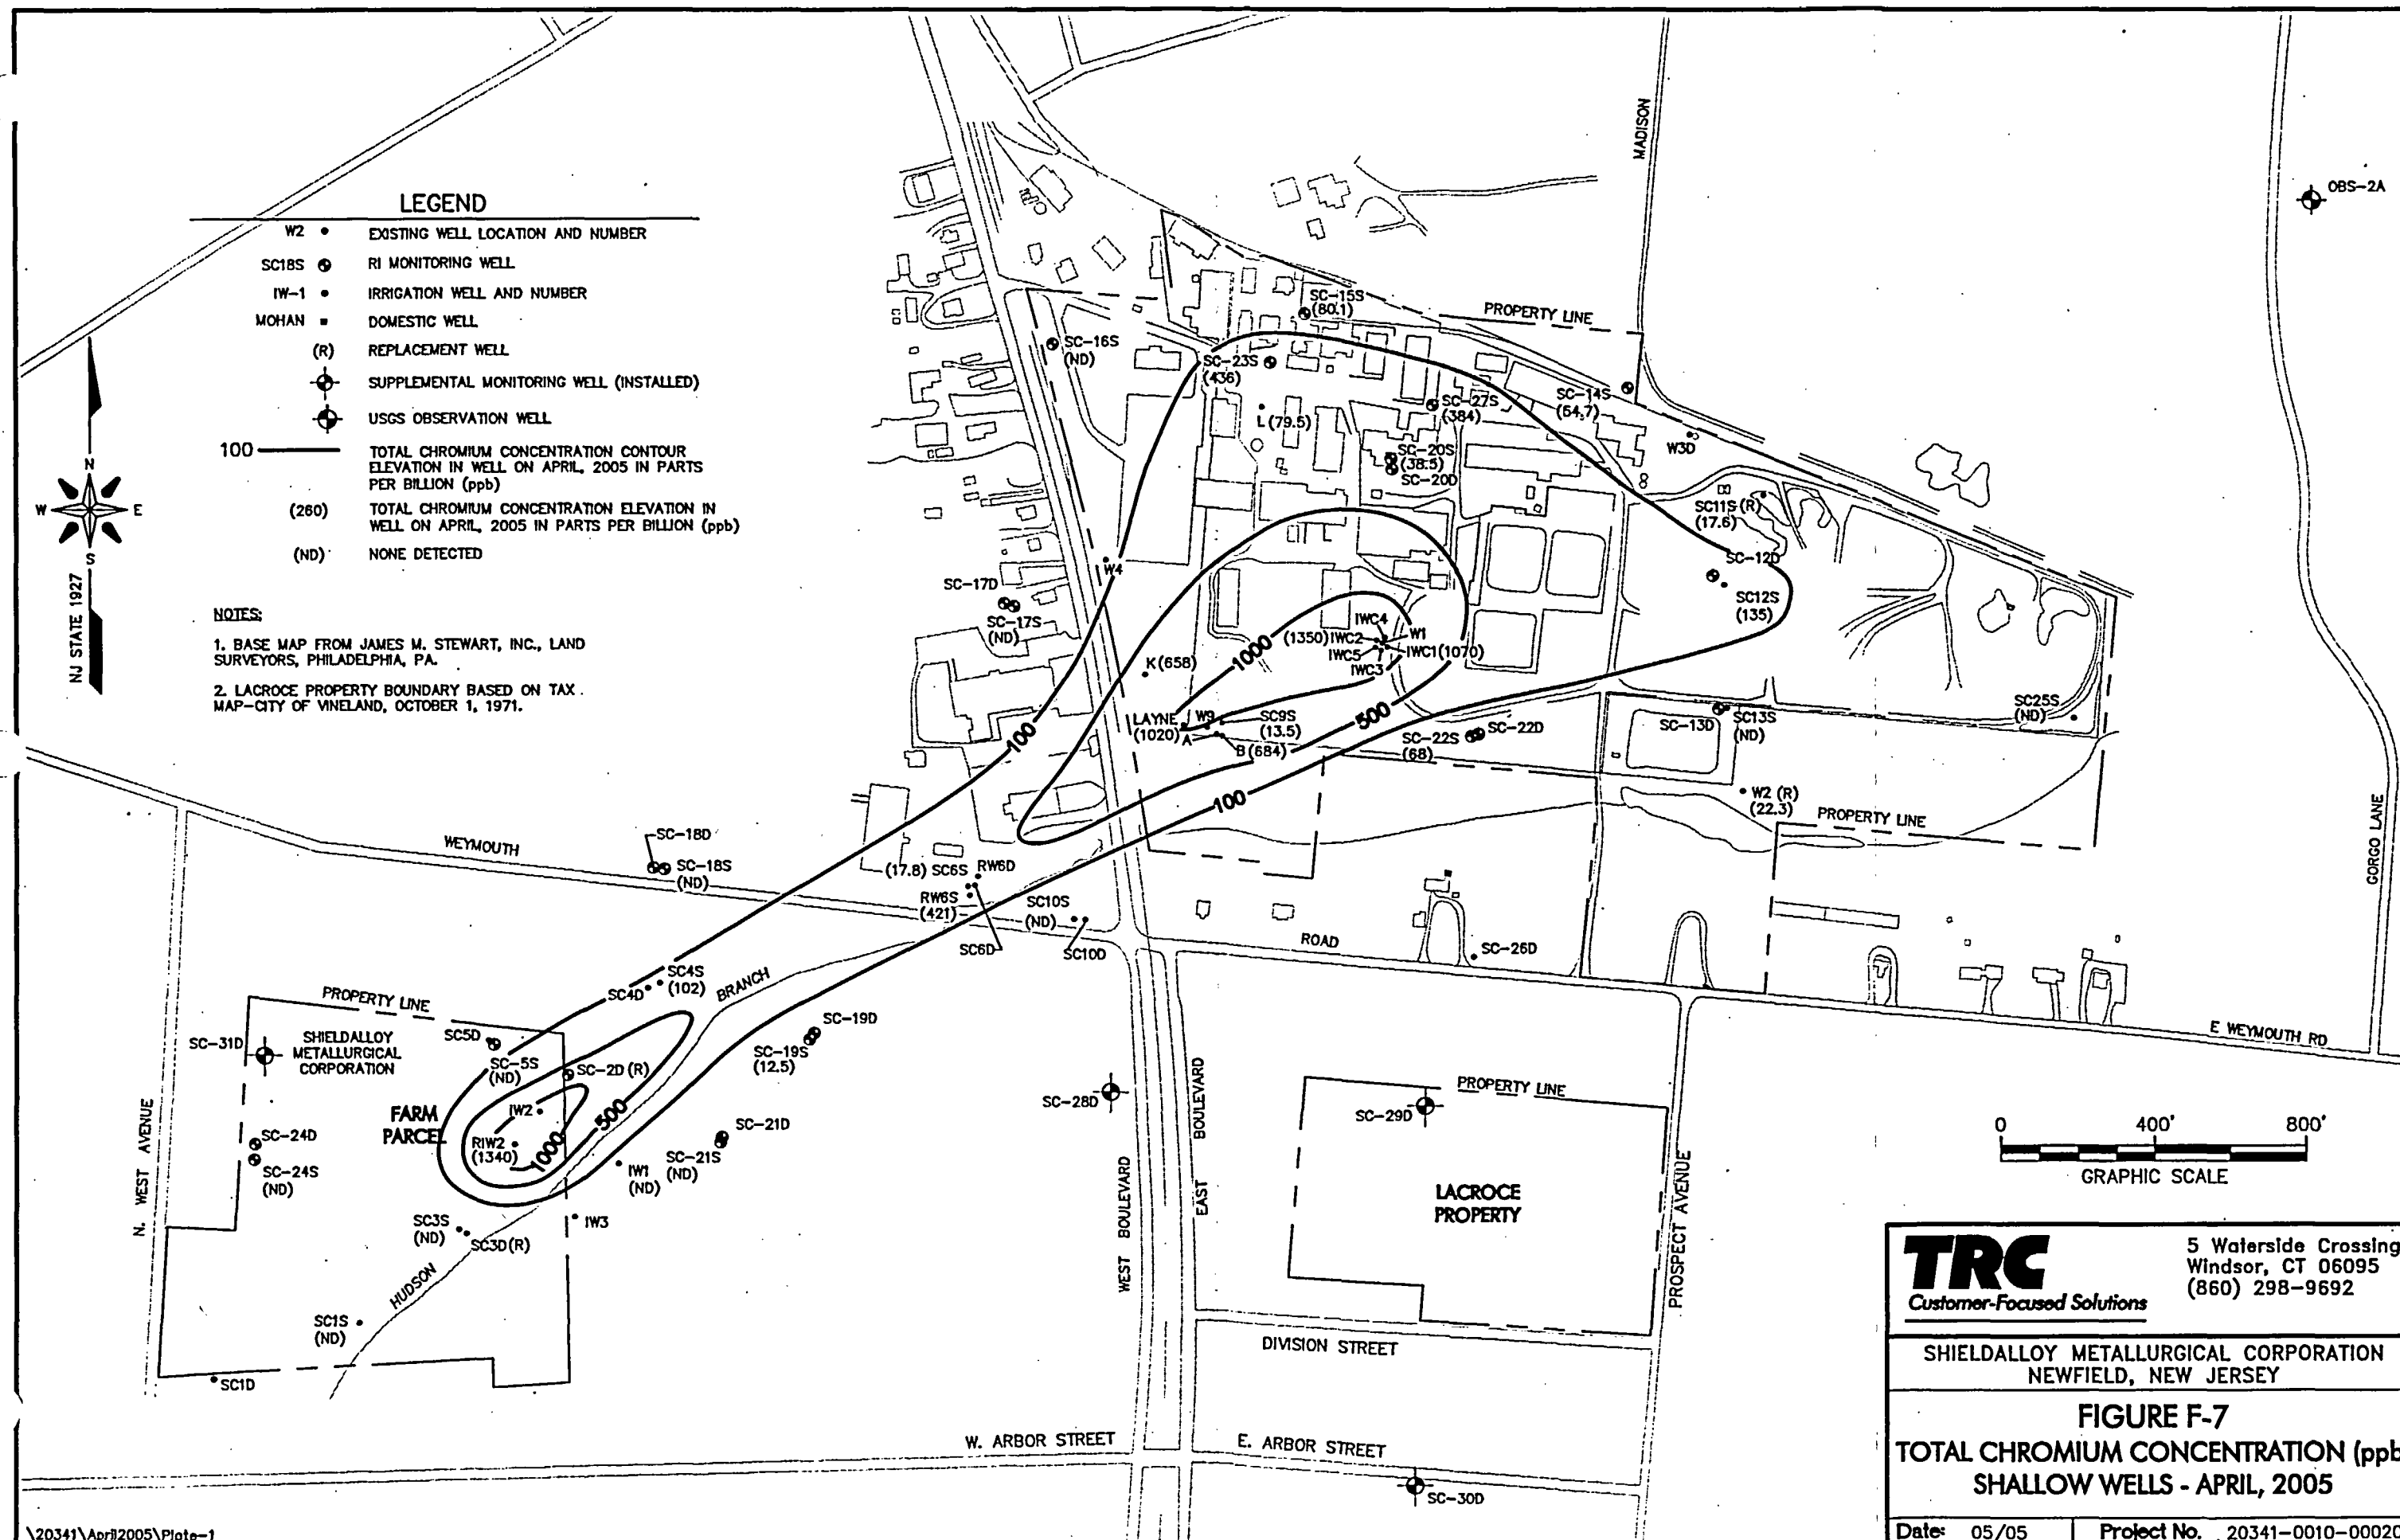 LEGEND
W2 EXISTING WELL LOCATION AND NUMBER
SC18S RI MONITORING WELL
IW-1 IRRIGATION WELL AND NUMBER
MOHAN DOMESTIC WELL
(R) REPLACEMENT WELL
SUPPLEMENTAL MONITORING WELL (INSTALLED)
USGS OBSERVATION WELL
100 TOTAL CHROMIUM CONCENTRATION CONTOUR
ELEVATION IN WELL ON APRIL, 2005 IN PARTS
PER BILLION (ppb)
(260) TOTAL CHROMIUM CONCENTRATION ELEVATION IN
WELL ON APRIL, 2005 IN PARTS PER BILLION (ppb)
(ND) NONE DETECTED
NOTES:
1. BASE MAP FROM JAMES M. STEWART, INC., LAND
SURVEYORS, PHILADELPHIA, PA.
2. LACROCE PROPERTY BOUNDARY BASED ON TAX
MAP-CITY OF VINELAND, OCTOBER 1, 1971.
N
W
E
S
NJ STATE 1927
MADISON
OBS-2A
PROPERTY LINE
SC-15S
(80.1)
SC-16S
(ND)
SC-23S
(436)
L (79.5)
SC-27S
(384)
SC-14S
(54.7)
W3D
SC-20S
(38.5)
SC-20D
SC11S (R)
(17.6)
SC-12D
SC12S
(135)
W4
SC-17D
SC-17S
(ND)
K (658)
IWC4
(1350) IWC2
W1
IWC5
IWC1 (1070)
IWC3
1000
500
100
100
LAYNE
(1020)
W9
A
SC9S
(13.5)
B (684)
SC-22S
(68)
SC-22D
SC-13D
SC13S
(ND)
SC25S
(ND)
W2 (R)
(22.3)
PROPERTY LINE
GORGO LANE
WEYMOUTH
SC-18D
SC-18S
(ND)
(17.8) SC6S
RW6D
RW6S
(421)
SC6D
SC10S
(ND)
SC10D
ROAD
SC-26D
E WEYMOUTH RD
SC4S
(102)
SC4D
BRANCH
PROPERTY LINE
SC-31D
SHIELDALLOY
METALLURGICAL
CORPORATION
SC5D
SC-5S
(ND)
SC-2D (R)
IW2
RIW2
(1340)
1000
500
FARM
PARCEL
SC-19D
SC-19S
(12.5)
SC-21D
SC-21S
(ND)
IW1
(ND)
IW3
SC-24D
SC-24S
(ND)
SC3S
(ND)
SC3D (R)
HUDSON
SC1S
(ND)
SC1D
N. WEST AVENUE
SC-28D
WEST BOULEVARD
EAST BOULEVARD
SC-29D
PROPERTY LINE
LACROCE
PROPERTY
PROSPECT AVENUE
DIVISION STREET
W. ARBOR STREET
E. ARBOR STREET
SC-30D
0 400' 800'
GRAPHIC SCALE
TRC
Customer-Focused Solutions
5 Waterside Crossing
Windsor, CT 06095
(860) 298-9692
SHIELDALLOY METALLURGICAL CORPORATION
NEWFIELD, NEW JERSEY
FIGURE F-7
TOTAL CHROMIUM CONCENTRATION (ppb
SHALLOW WELLS - APRIL, 2005
Date: 05/05 Project No. 20341-0010-00020
\20341\April2005\Plate-1